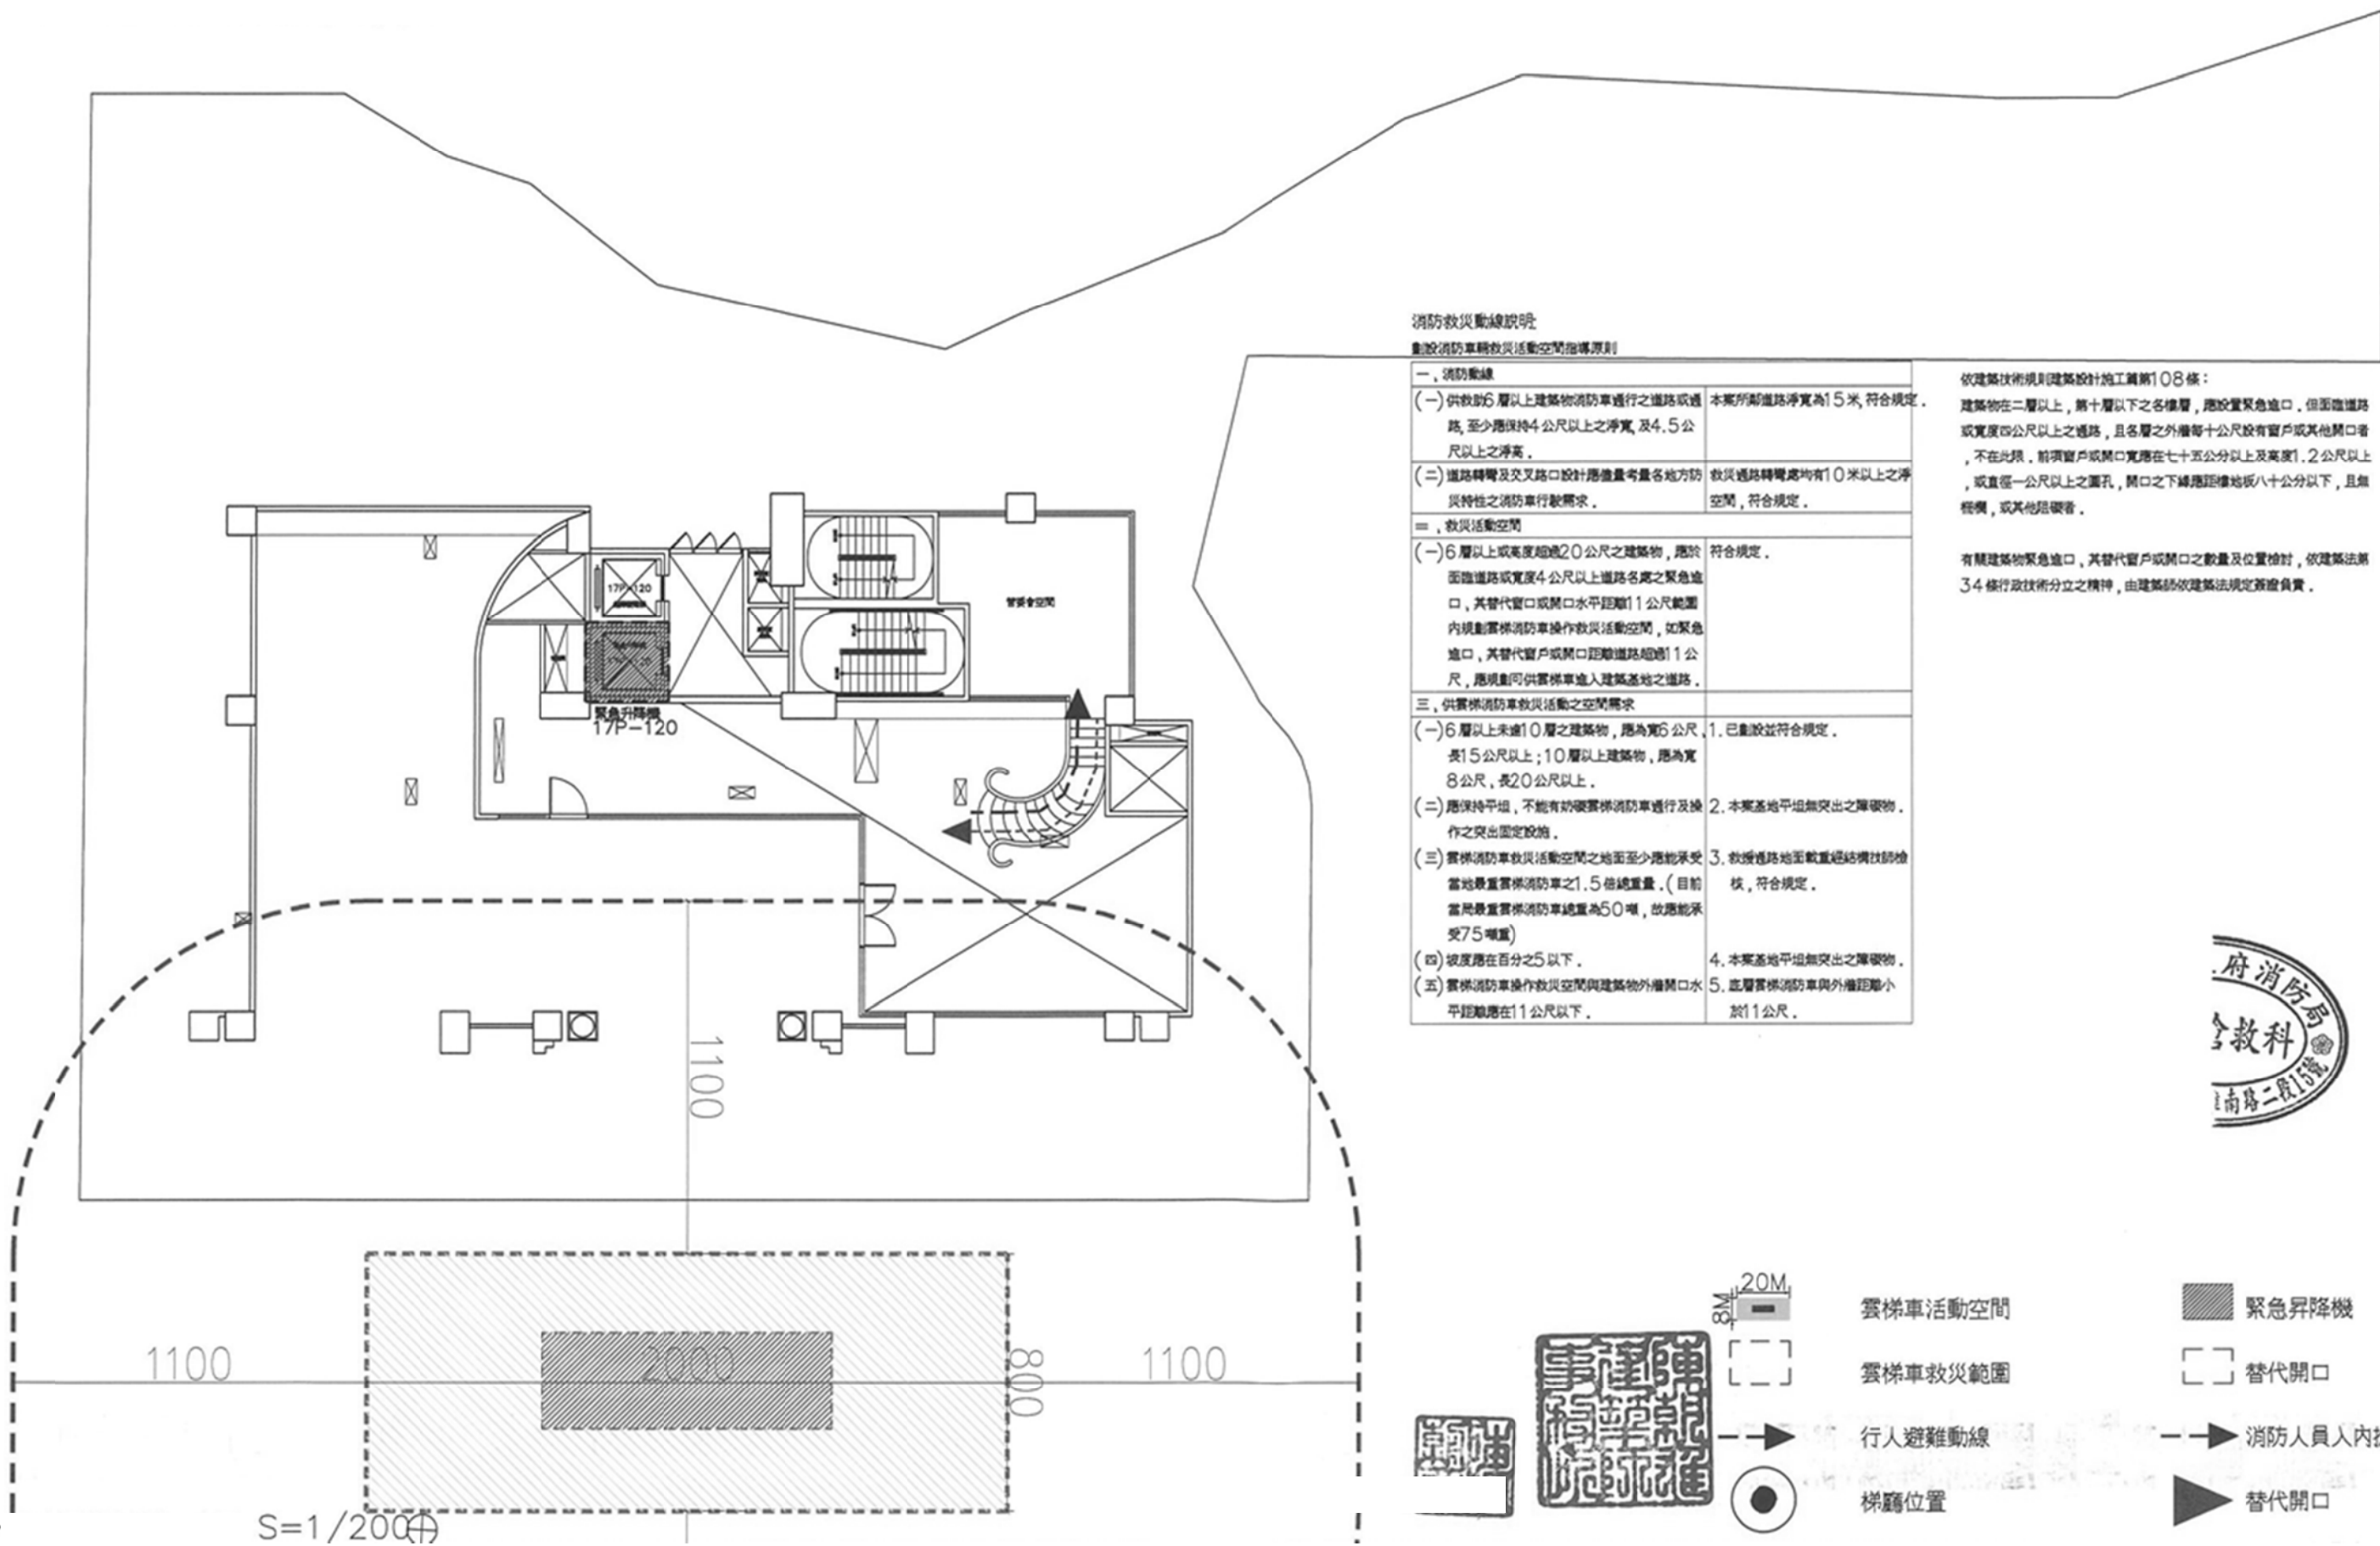 消防救災動線說明:
劃設消防車輛救災活動空間指導原則
一、消防動線
(一)供救助6層以上建築物消防車通行之道路或通
路,至少應保持4公尺以上之淨寬,及4.5公
尺以上之淨高。
本案所鄰道路淨寬為15米,符合規定。
(二)道路轉彎及交叉路口設計應儘量考量各地方防
災特性之消防車行駛需求。
救災通路轉彎處均有10米以上之淨
空間,符合規定。
二、救災活動空間
(一)6層以上或高度超過20公尺之建築物,應於
面臨道路或寬度4公尺以上道路各處之緊急進
口,其替代窗口或開口水平距離11公尺範圍
內規劃雲梯消防車操作救災活動空間,如緊急
進口,其替代窗戶或開口距離道路超過11公
尺,應規劃可供雲梯車進入建築基地之道路。
符合規定。
三、供雲梯消防車救災活動之空間需求
(一)6層以上未達10層之建築物,應為寬6公尺、
長15公尺以上;10層以上建築物,應為寬
8公尺、長20公尺以上。
1.已劃設並符合規定。
(二)應保持平坦,不能有妨礙雲梯消防車通行及操
作之突出固定設施。
2.本案基地平坦無突出之障礙物。
(三)雲梯消防車救災活動空間之地面至少應能承受
當地最重雲梯消防車之1.5倍總重量。(目前
當局最重雲梯消防車總重為50噸,故應能承
受75噸重)
3.救援通路地面載重經結構技師檢
核,符合規定。
(四)坡度應在百分之5以下。
4.本案基地平坦無突出之障礙物。
(五)雲梯消防車操作救災空間與建築物外牆開口水
平距離應在11公尺以下。
5.底層雲梯消防車與外牆距離小
於11公尺。
依建築技術規則建築設計施工篇第108條:
建築物在二層以上,第十層以下之各樓層,應設置緊急進口。但面臨道路
或寬度四公尺以上之通路,且各層之外牆每十公尺設有窗戶或其他開口者
,不在此限。前項窗戶或開口寬應在七十五公分以上及高度1.2公尺以上
,或直徑一公尺以上之圓孔,開口之下緣應距樓地板八十公分以下,且無
柵欄,或其他阻礙者。
有關建築物緊急進口,其替代窗戶或開口之數量及位置檢討,依建築法第
34條行政技術分立之精神,由建築師依建築法規定簽證負責。
17P-120
管委會空間
緊急升降機
17P-120
1100
1100
2000
800
1100
S=1/200
府消防局
救科
南路二段15號
20M
8M
雲梯車活動空間
緊急昇降機
雲梯車救災範圍
替代開口
行人避難動線
消防人員入內
梯廳位置
替代開口